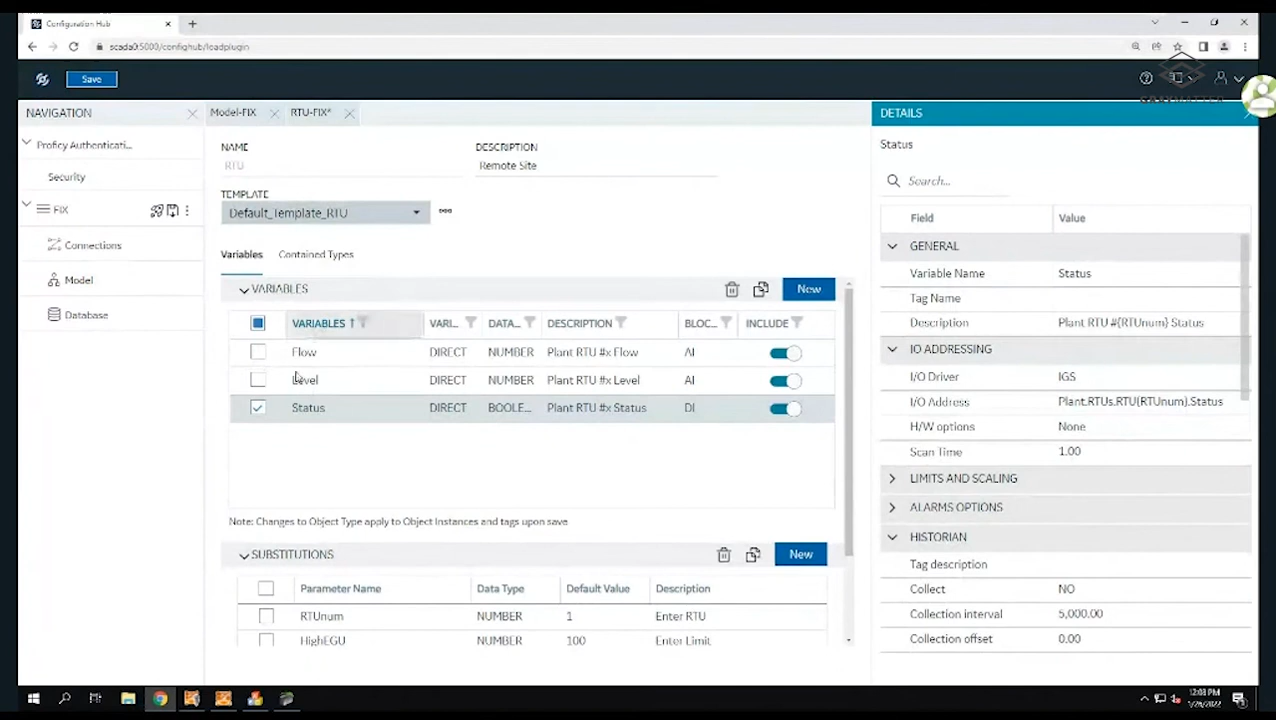 Configuration Hub
scada0:5000/confighub/loadplugin
Save
NAVIGATION
Model-FIX
RTU-FIX*
DETAILS
Proficy Authenticati...
Security
FIX
Connections
Model
Database
NAME
RTU
DESCRIPTION
Remote Site
TEMPLATE
Default_Template_RTU
Variables
Contained Types
VARIABLES
New
VARIABLES ↑ VARI... DATA... DESCRIPTION BLOC... INCLUDE
Flow DIRECT NUMBER Plant RTU #x Flow AI
Level DIRECT NUMBER Plant RTU #x Level AI
Status DIRECT BOOLE... Plant RTU #x Status DI
Note: Changes to Object Type apply to Object Instances and tags upon save
SUBSTITUTIONS
New
Parameter Name Data Type Default Value Description
RTUnum NUMBER 1 Enter RTU
HighEGU NUMBER 100 Enter Limit
Status
Search...
Field Value
GENERAL
Variable Name Status
Tag Name
Description Plant RTU #{RTUnum} Status
IO ADDRESSING
I/O Driver IGS
I/O Address Plant.RTUs.RTU{RTUnum}.Status
H/W options None
Scan Time 1.00
LIMITS AND SCALING
ALARMS OPTIONS
HISTORIAN
Tag description
Collect NO
Collection interval 5,000.00
Collection offset 0.00
12:08 PM
1/26/2022